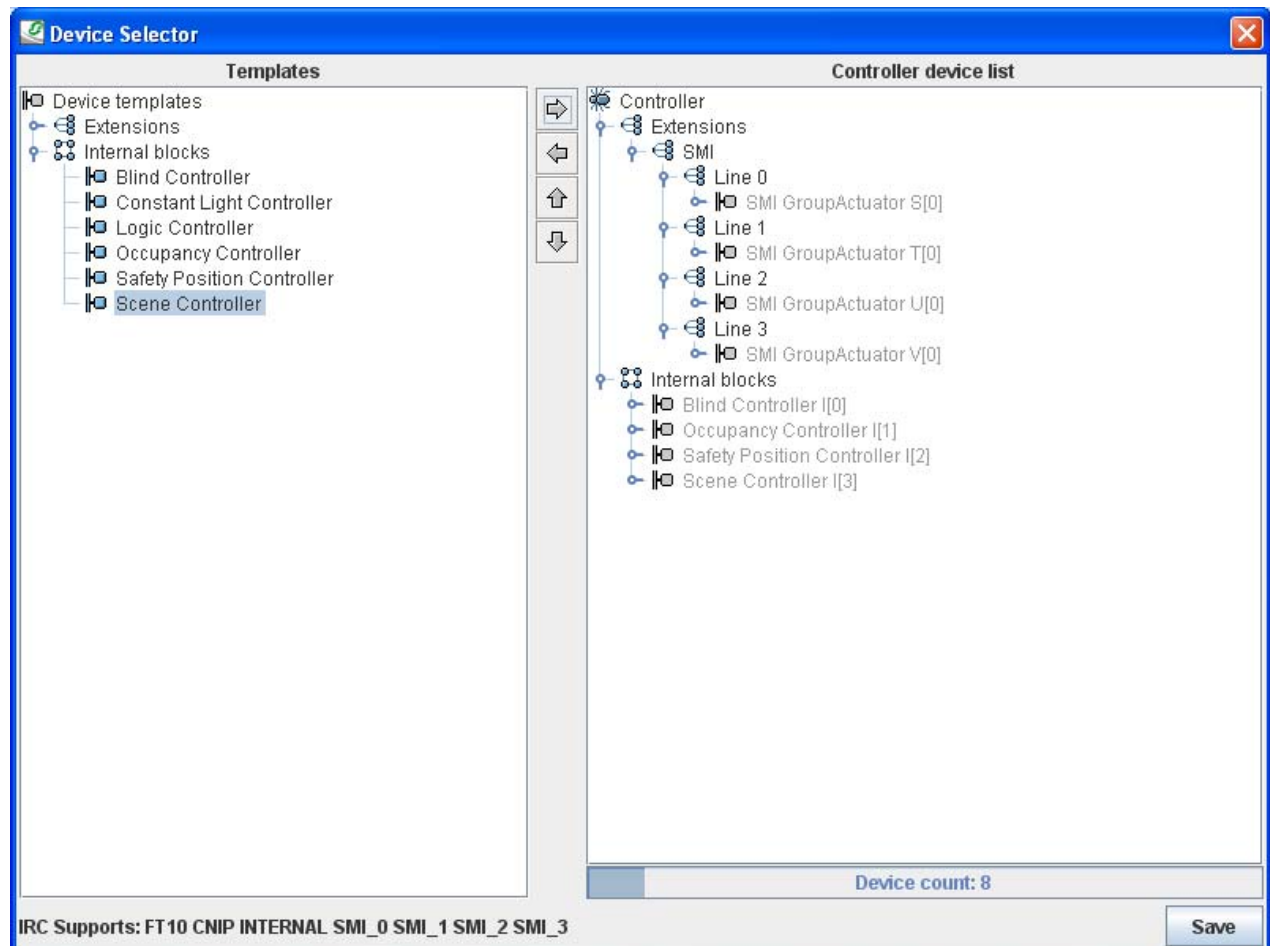 Device Selector
Templates
Device templates
Extensions
Internal blocks
Blind Controller
Constant Light Controller
Logic Controller
Occupancy Controller
Safety Position Controller
Scene Controller
Controller device list
Controller
Extensions
SMI
Line 0
SMI GroupActuator S[0]
Line 1
SMI GroupActuator T[0]
Line 2
SMI GroupActuator U[0]
Line 3
SMI GroupActuator V[0]
Internal blocks
Blind Controller I[0]
Occupancy Controller I[1]
Safety Position Controller I[2]
Scene Controller I[3]
Device count: 8
IRC Supports: FT10 CNIP INTERNAL SMI_0 SMI_1 SMI_2 SMI_3
Save